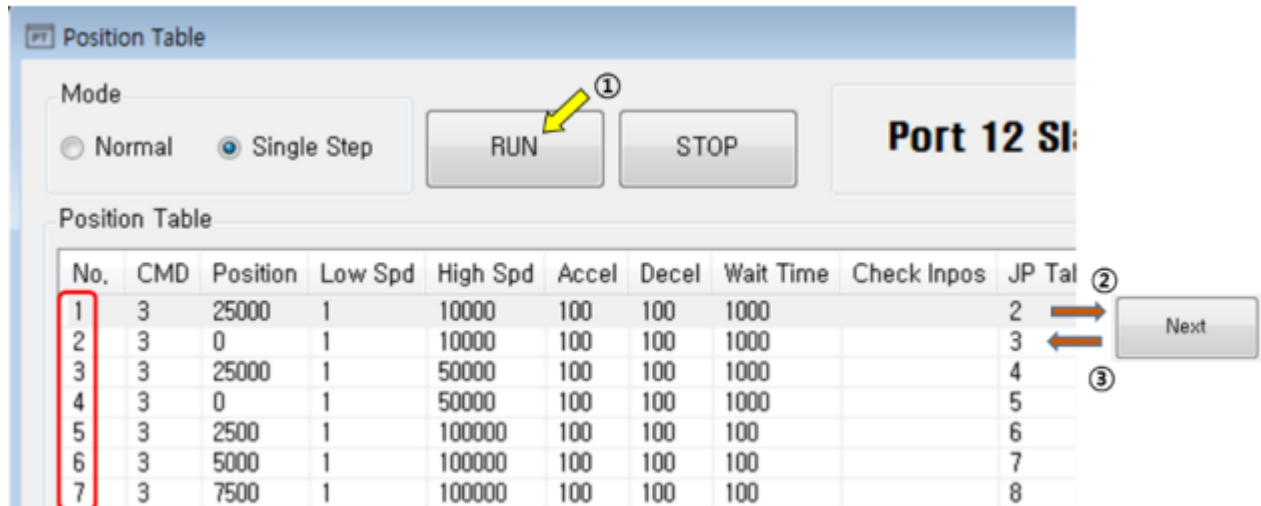 PT Position Table
Mode
①
Normal Single Step RUN STOP Port 12
Position Table
No. CMD Position Low Spd High Spd Accel Decel Wait Time Check Inpos JP
②
1 3 25000 1 10000 100 100 1000 2
Next
2 3 0 1 10000 100 100 1000 3
3 3 25000 1 50000 100 100 1000 4
③
4 3 0 1 50000 100 100 1000 5
5 3 2500 1 100000 100 100 100 6
6 3 5000 1 100000 100 100 100 7
7 3 7500 1 100000 100 100 100 8